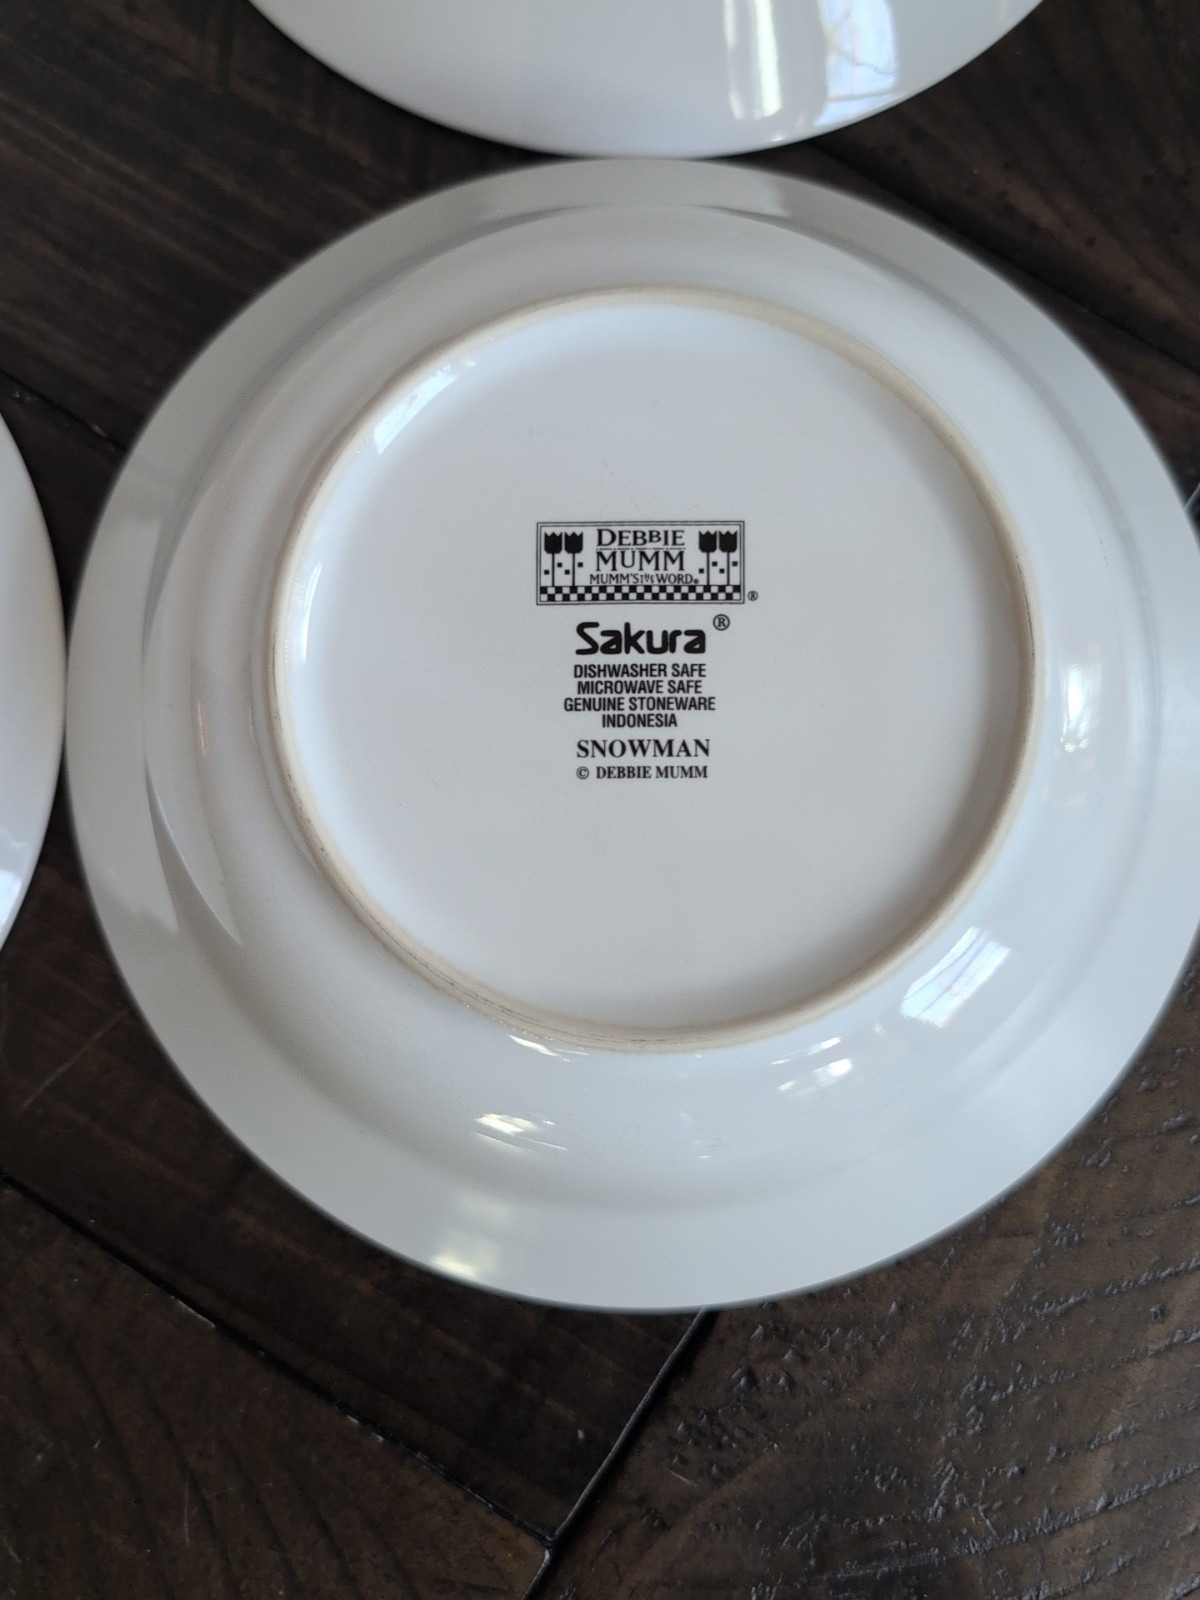 DEBBIE
MUMM
MUMM'S THE WORD®
®
Sakura®
DISHWASHER SAFE
MICROWAVE SAFE
GENUINE STONEWARE
INDONESIA
SNOWMAN
© DEBBIE MUMM